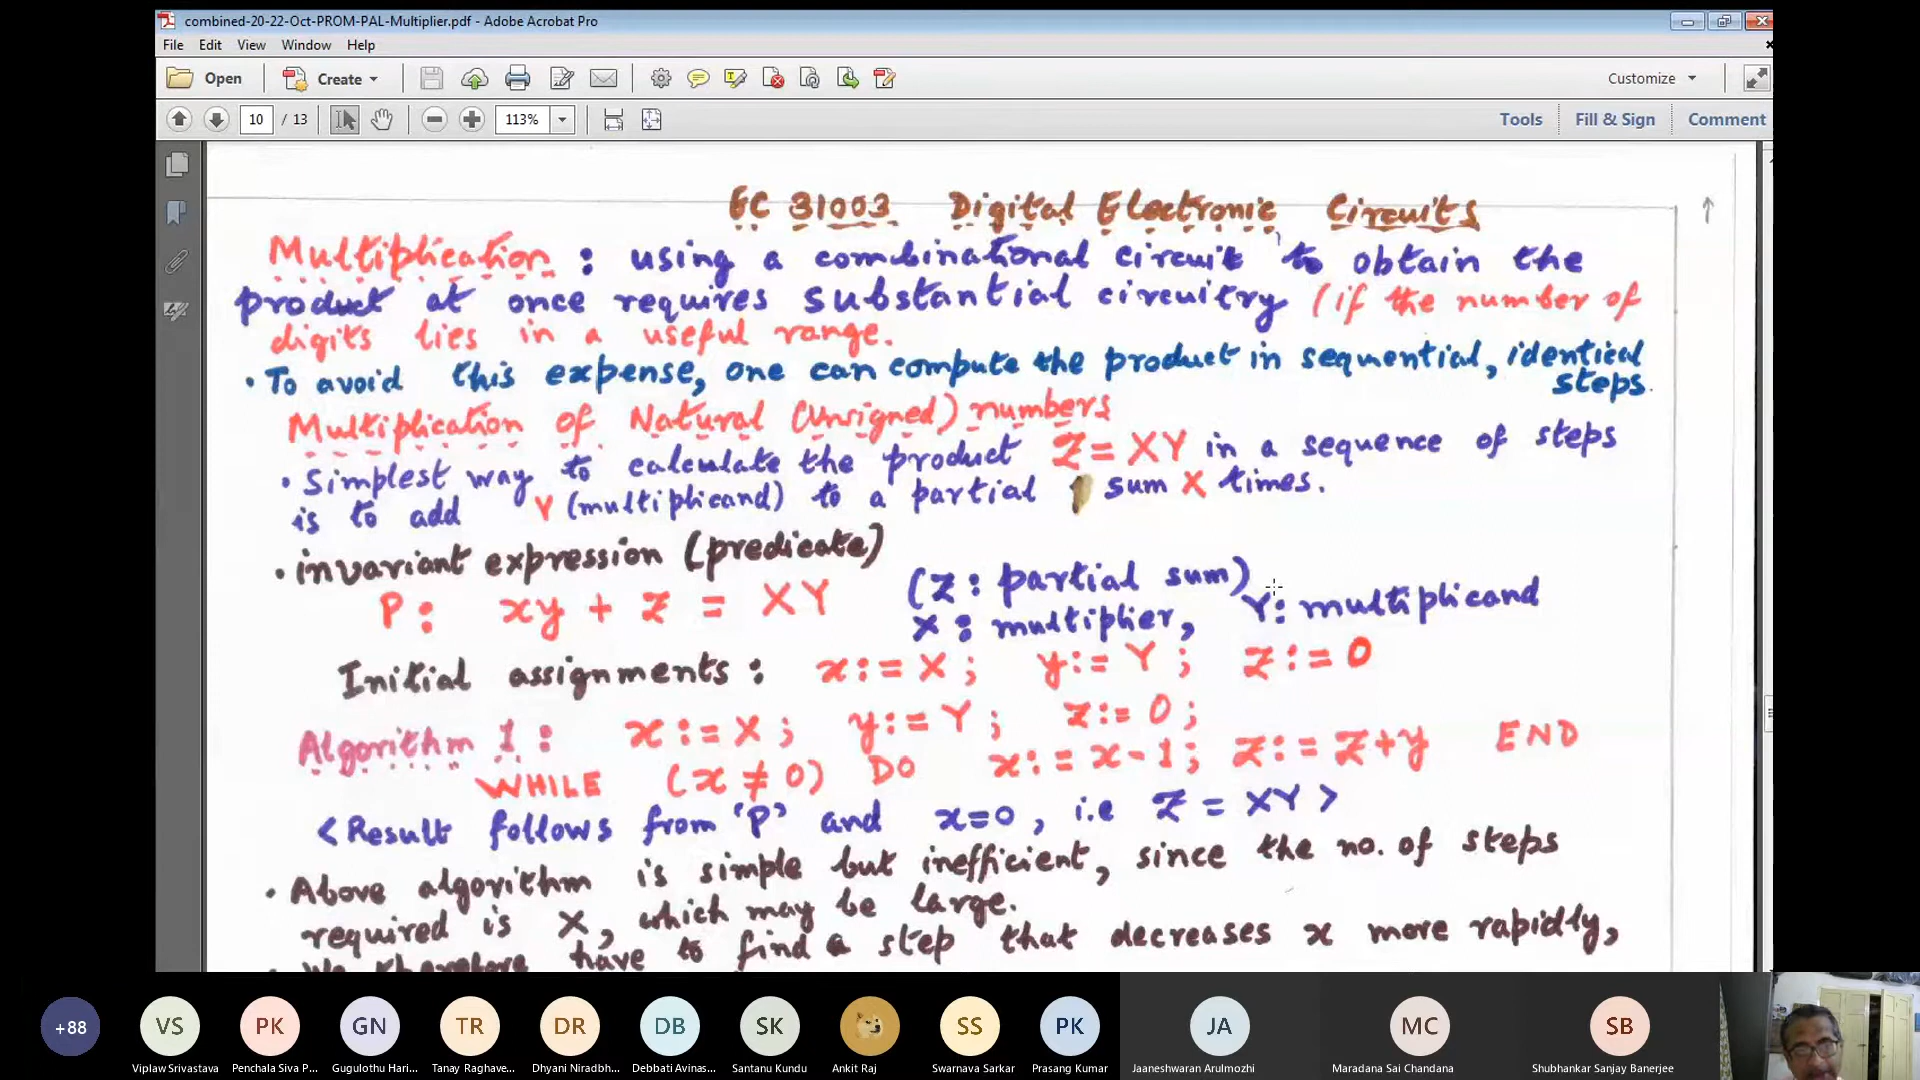 combined-20-22-Oct-PROM-PAL-Multiplier.pdf - Adobe Acrobat Pro
File Edit View Window Help
Open Create Customize
10 / 13 113% Tools Fill & Sign Comment
EC 31003 Digital Electronic Circuits
Multiplication : using a combinational circuit to obtain the
product at once requires substantial circuitry (if the number of
digits lies in a useful range.
• To avoid this expense, one can compute the product in sequential, identical
steps.
Multiplication of Natural (Unsigned) numbers
• Simplest way to calculate the product Z = XY in a sequence of steps
is to add Y (multiplicand) to a partial sum X times.
• invariant expression (predicate)
P : xy + z = XY (z : partial sum)
X : multiplier, Y : multiplicand
Initial assignments : x := X ; y := Y ; z := 0
Algorithm 1 : x := X ; y := Y ; z := 0 ;
WHILE (x ≠ 0) DO x := x - 1 ; z := z + y END
< Result follows from 'P' and x = 0 , i.e z = XY >
• Above algorithm is simple but inefficient, since the no. of steps
required is X, which may be large.
• We therefore have to find a step that decreases x more rapidly,
+88 VS PK GN TR DR DB SK SS PK JA MC SB
Viplaw Srivastava Penchala Siva P... Gugulothu Hari... Tanay Raghave... Dhyani Niradbh... Debbati Avinas... Santanu Kundu Ankit Raj Swarnava Sarkar Prasang Kumar Jaaneshwaran Arulmozhi Maradana Sai Chandana Shubhankar Sanjay Banerjee